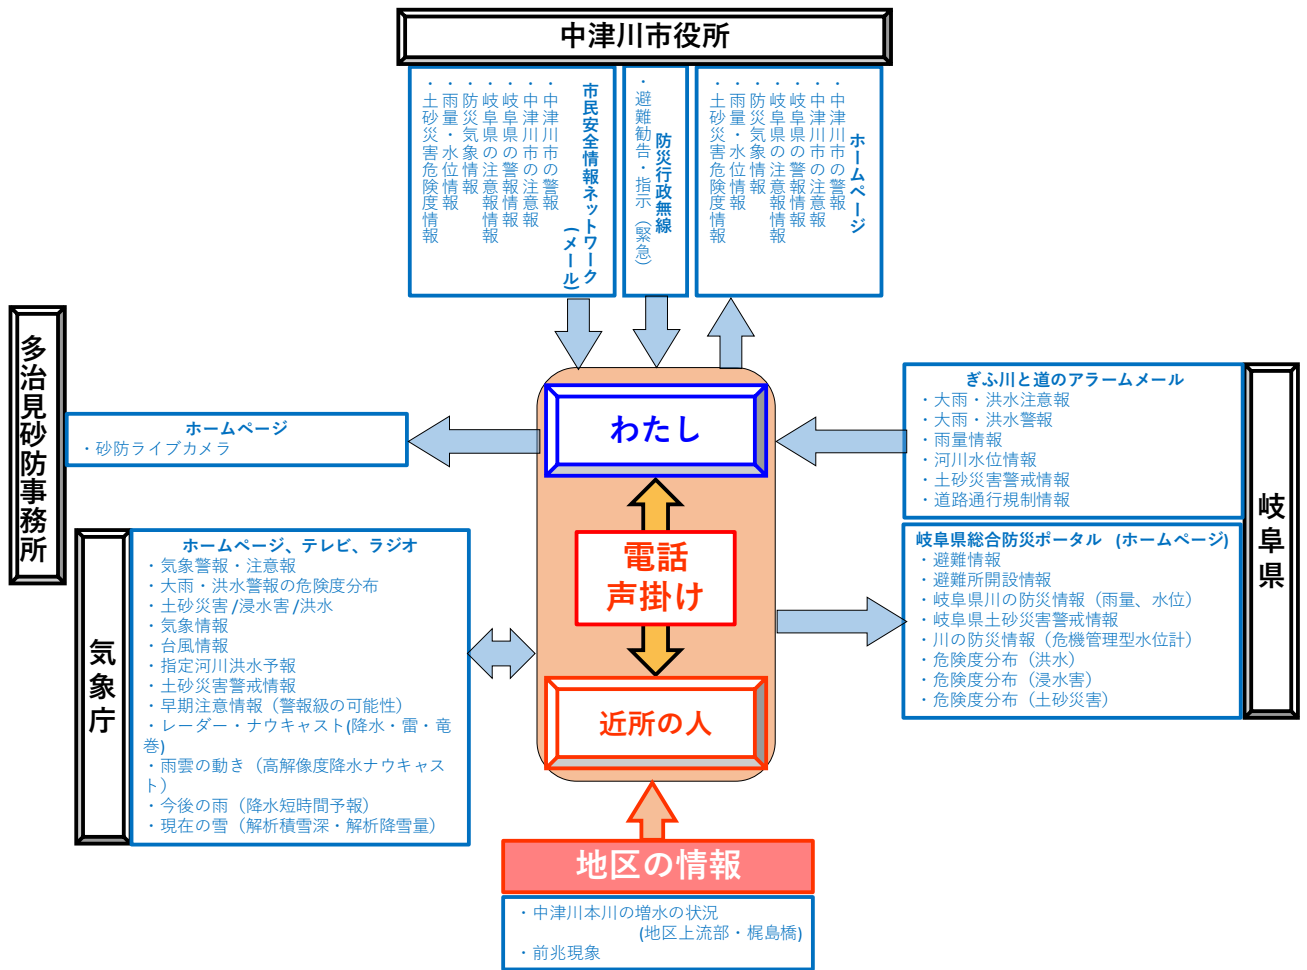 中津川市役所
市民安全情報ネットワーク
(メール)
・中津川市の警報
・中津川市の注意報
・岐阜県の警報情報
・岐阜県の注意報情報
・防災気象情報
・雨量・水位情報
・土砂災害危険度情報
防災行政無線
・避難勧告・指示（緊急）
ホームページ
・中津川市の警報
・中津川市の注意報
・岐阜県の警報情報
・岐阜県の注意報情報
・防災気象情報
・雨量・水位情報
・土砂災害危険度情報
多治見砂防事務所
ホームページ
・砂防ライブカメラ
気象庁
ホームページ、テレビ、ラジオ
・気象警報・注意報
・大雨・洪水警報の危険度分布
・土砂災害/浸水害/洪水
・気象情報
・台風情報
・指定河川洪水予報
・土砂災害警戒情報
・早期注意情報（警報級の可能性）
・レーダー・ナウキャスト(降水・雷・竜
巻)
・雨雲の動き（高解像度降水ナウキャス
ト）
・今後の雨（降水短時間予報）
・現在の雪（解析積雪深・解析降雪量）
わたし
電話
声掛け
近所の人
岐阜県
ぎふ川と道のアラームメール
・大雨・洪水注意報
・大雨・洪水警報
・雨量情報
・河川水位情報
・土砂災害警戒情報
・道路通行規制情報
岐阜県総合防災ポータル (ホームページ)
・避難情報
・避難所開設情報
・岐阜県川の防災情報（雨量、水位）
・岐阜県土砂災害警戒情報
・川の防災情報（危機管理型水位計）
・危険度分布（洪水）
・危険度分布（浸水害）
・危険度分布（土砂災害）
地区の情報
・中津川本川の増水の状況
(地区上流部・梶島橋)
・前兆現象